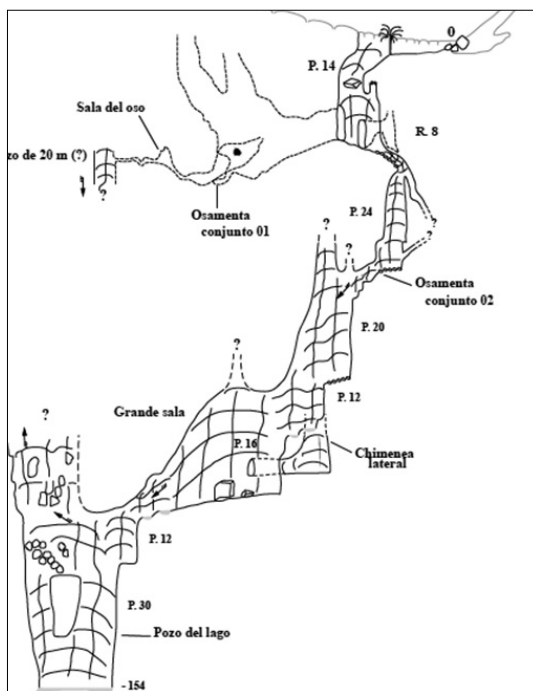 0
P. 14
Sala del oso
R. 8
zo de 20 m (?)
?
Osamenta
conjunto 01
P. 24
?
?
?
?
Osamenta
conjunto 02
P. 20
?
Grande sala
P. 12
?
P. 16
Chimenea
lateral
P. 12
P. 30
Pozo del lago
- 154